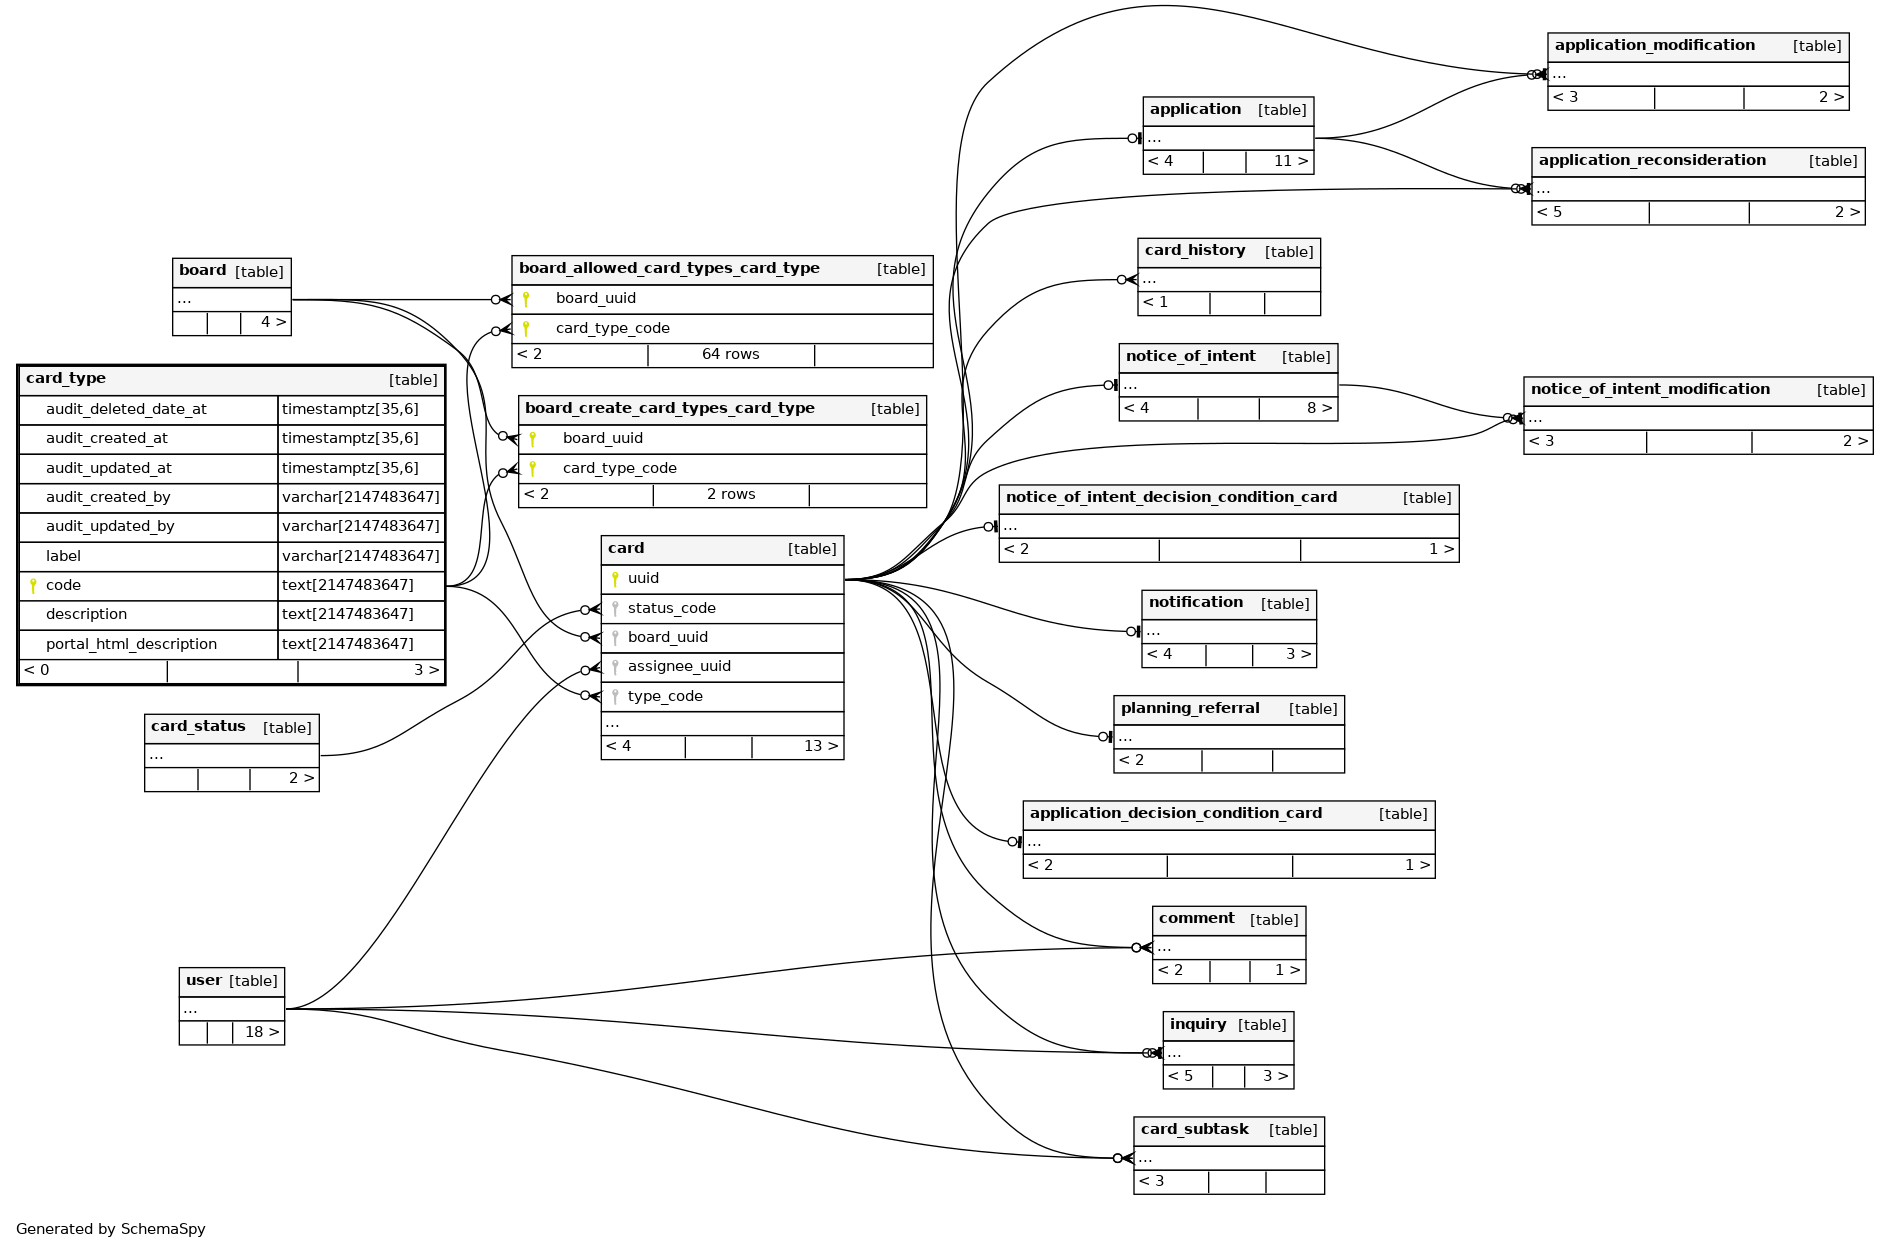 application_modification [table]
...
< 3 2 >
application [table]
...
< 4 11 >
application_reconsideration [table]
...
< 5 2 >
card_history [table]
...
< 1
board [table]
...
4 >
board_allowed_card_types_card_type [table]
board_uuid
card_type_code
< 2 64 rows
notice_of_intent [table]
...
< 4 8 >
card_type [table]
audit_deleted_date_at timestamptz[35,6]
audit_created_at timestamptz[35,6]
audit_updated_at timestamptz[35,6]
audit_created_by varchar[2147483647]
audit_updated_by varchar[2147483647]
label varchar[2147483647]
code text[2147483647]
description text[2147483647]
portal_html_description text[2147483647]
< 0 3 >
notice_of_intent_modification [table]
...
< 3 2 >
board_create_card_types_card_type [table]
board_uuid
card_type_code
< 2 2 rows
notice_of_intent_decision_condition_card [table]
...
< 2 1 >
card [table]
uuid
status_code
board_uuid
assignee_uuid
type_code
...
< 4 13 >
notification [table]
...
< 4 3 >
planning_referral [table]
...
< 2
card_status [table]
...
2 >
application_decision_condition_card [table]
...
< 2 1 >
comment [table]
...
< 2 1 >
user [table]
...
18 >
inquiry [table]
...
< 5 3 >
card_subtask [table]
...
< 3
Generated by SchemaSpy